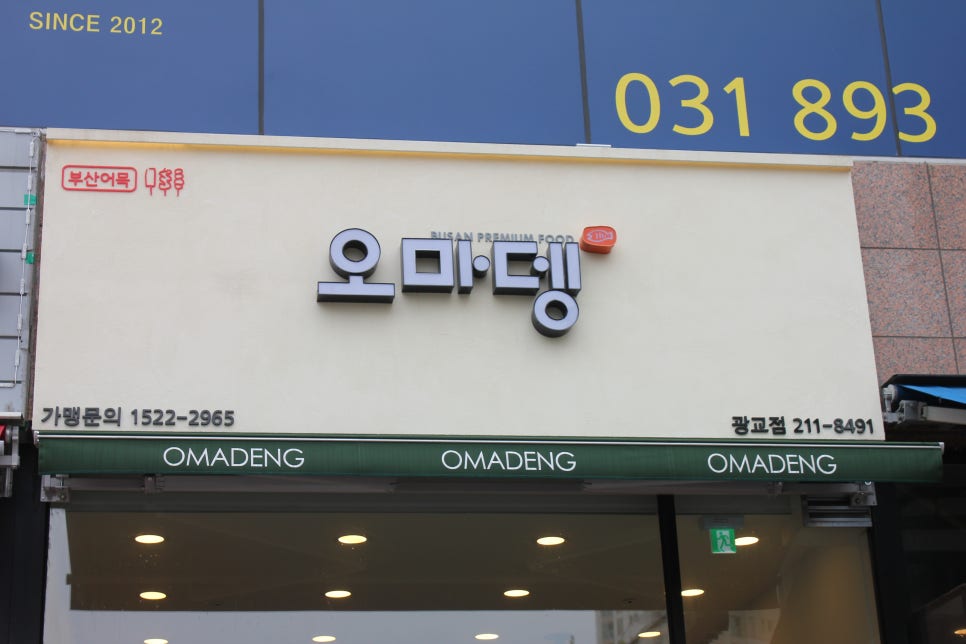 SINCE 2012
031 893
부산어묵
BUSAN PREMIUM FOOD
오마뎅
가맹문의 1522-2965
광교점 211-8491
OMADENG OMADENG OMADENG